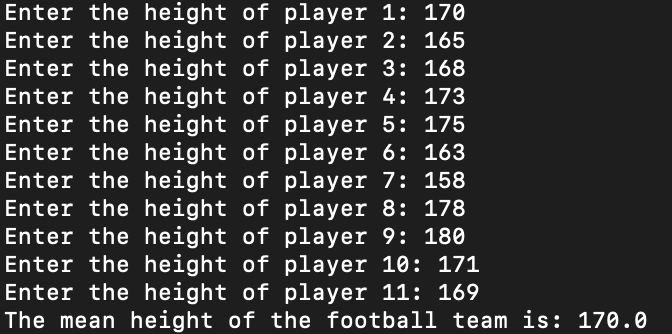 Enter the height of player 1: 170
Enter the height of player 2: 165
Enter the height of player 3: 168
Enter the height of player 4: 173
Enter the height of player 5: 175
Enter the height of player 6: 163
Enter the height of player 7: 158
Enter the height of player 8: 178
Enter the height of player 9: 180
Enter the height of player 10: 171
Enter the height of player 11: 169
The mean height of the football team is: 170.0